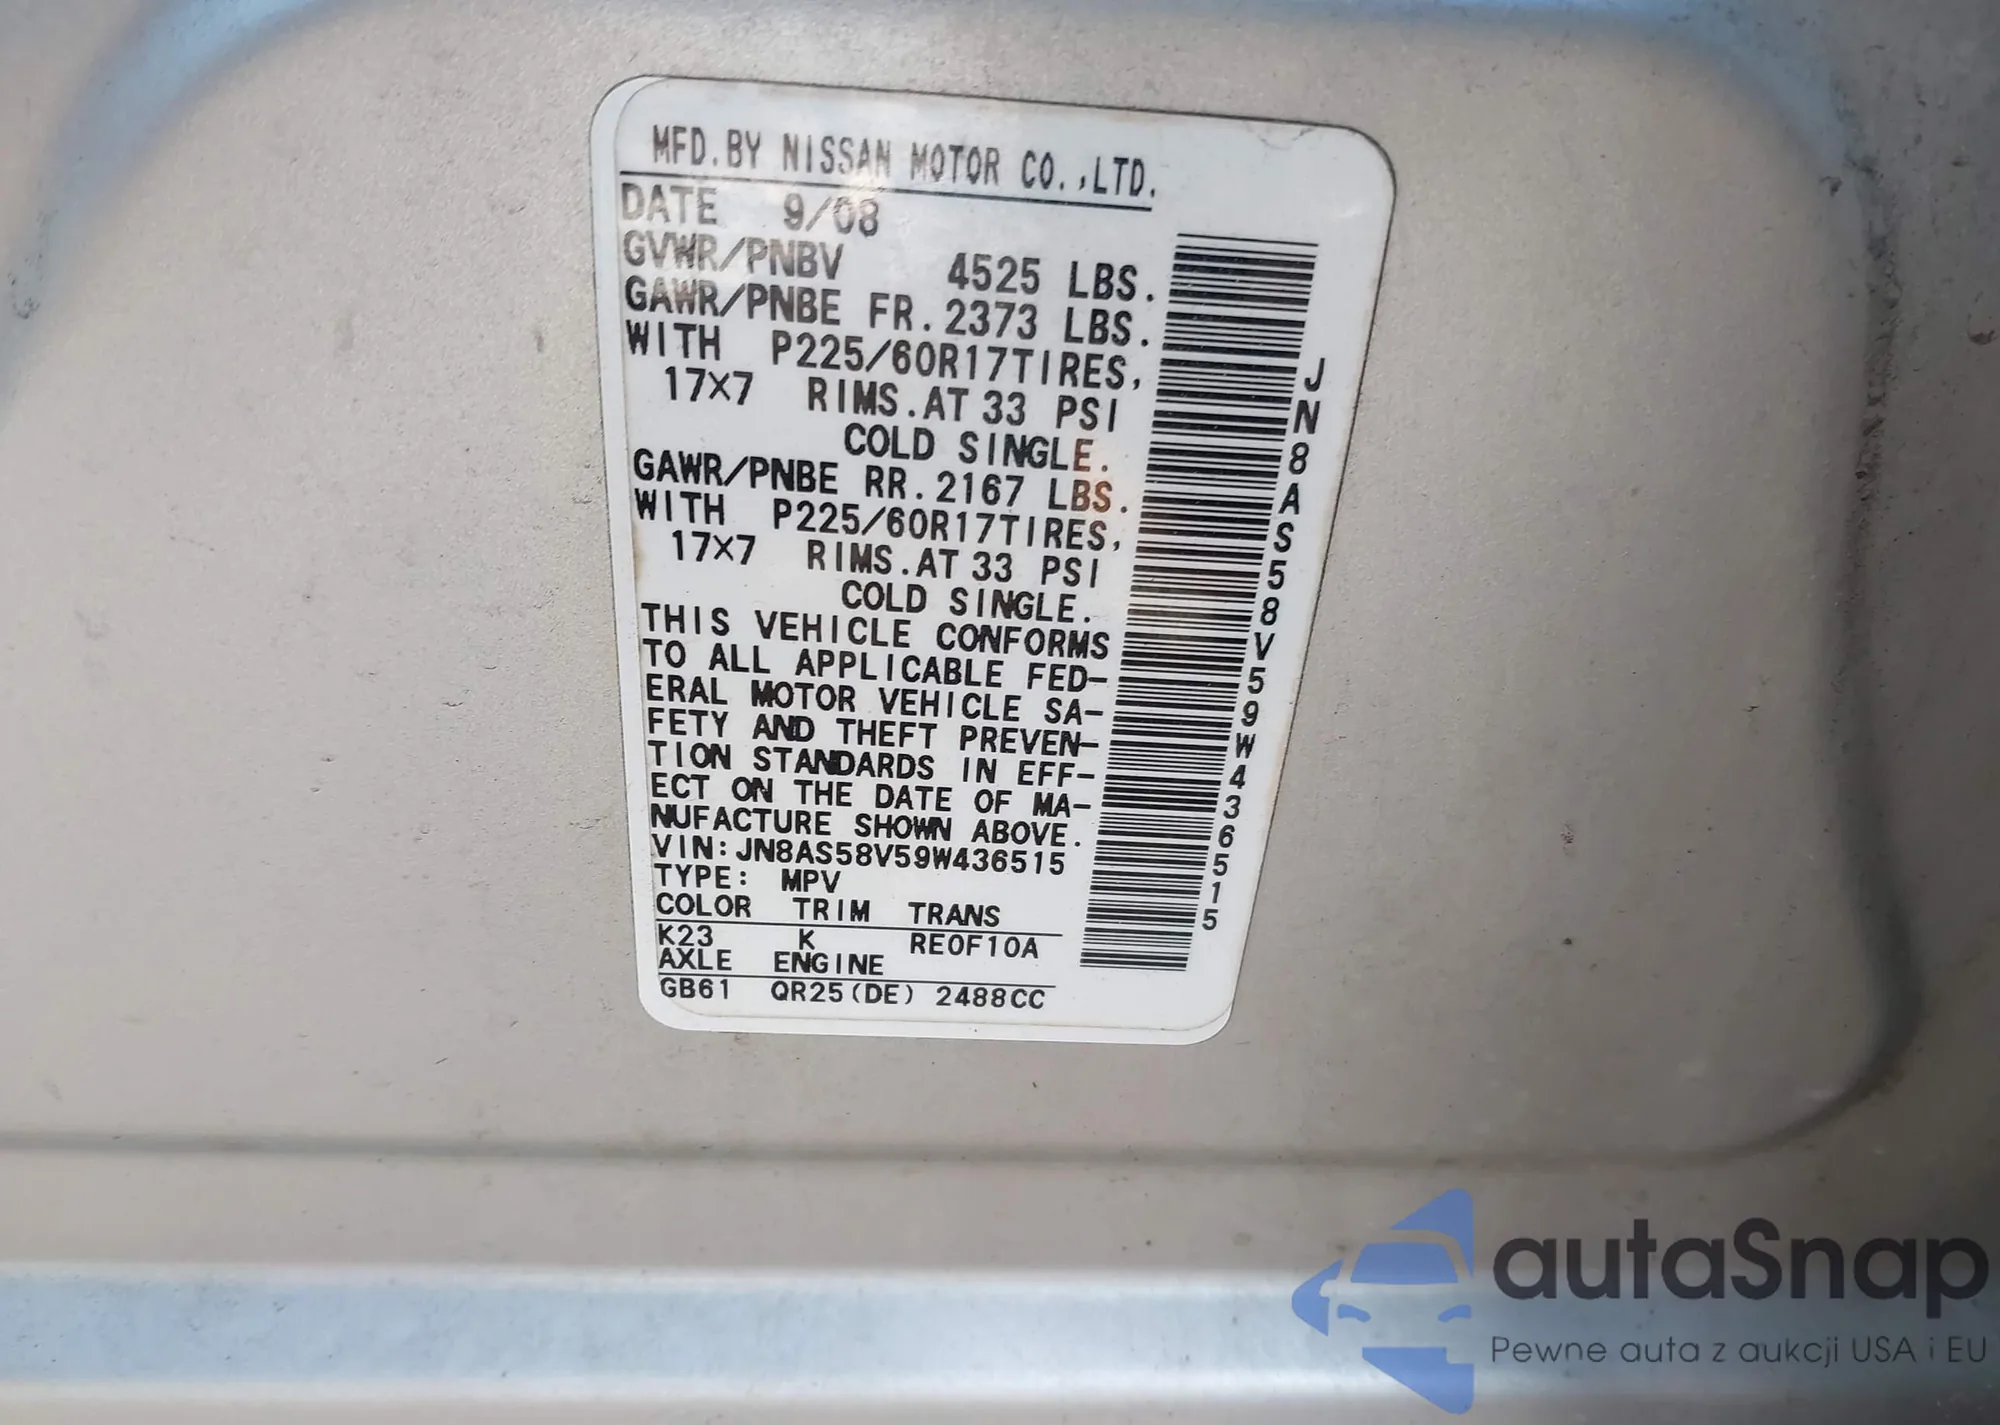 MFD.BY NISSAN MOTOR CO.,LTD.
DATE 9/08
GVWR/PNBV 4525 LBS.
GAWR/PNBE FR.2373 LBS.
WITH P225/60R17TIRES,
17X7 RIMS.AT 33 PSI
COLD SINGLE.
GAWR/PNBE RR.2167 LBS.
WITH P225/60R17TIRES,
17X7 RIMS.AT 33 PSI
COLD SINGLE.
THIS VEHICLE CONFORMS
TO ALL APPLICABLE FED-
ERAL MOTOR VEHICLE SA-
FETY AND THEFT PREVEN-
TION STANDARDS IN EFF-
ECT ON THE DATE OF MA-
NUFACTURE SHOWN ABOVE.
VIN:JN8AS58V59W436515
TYPE: MPV
COLOR TRIM TRANS
K23 K RE0F10A
AXLE ENGINE
GB61 QR25(DE) 2488CC
JN8AS58V59W436515
autaSnap
Pewne auta z aukcji USA i EU